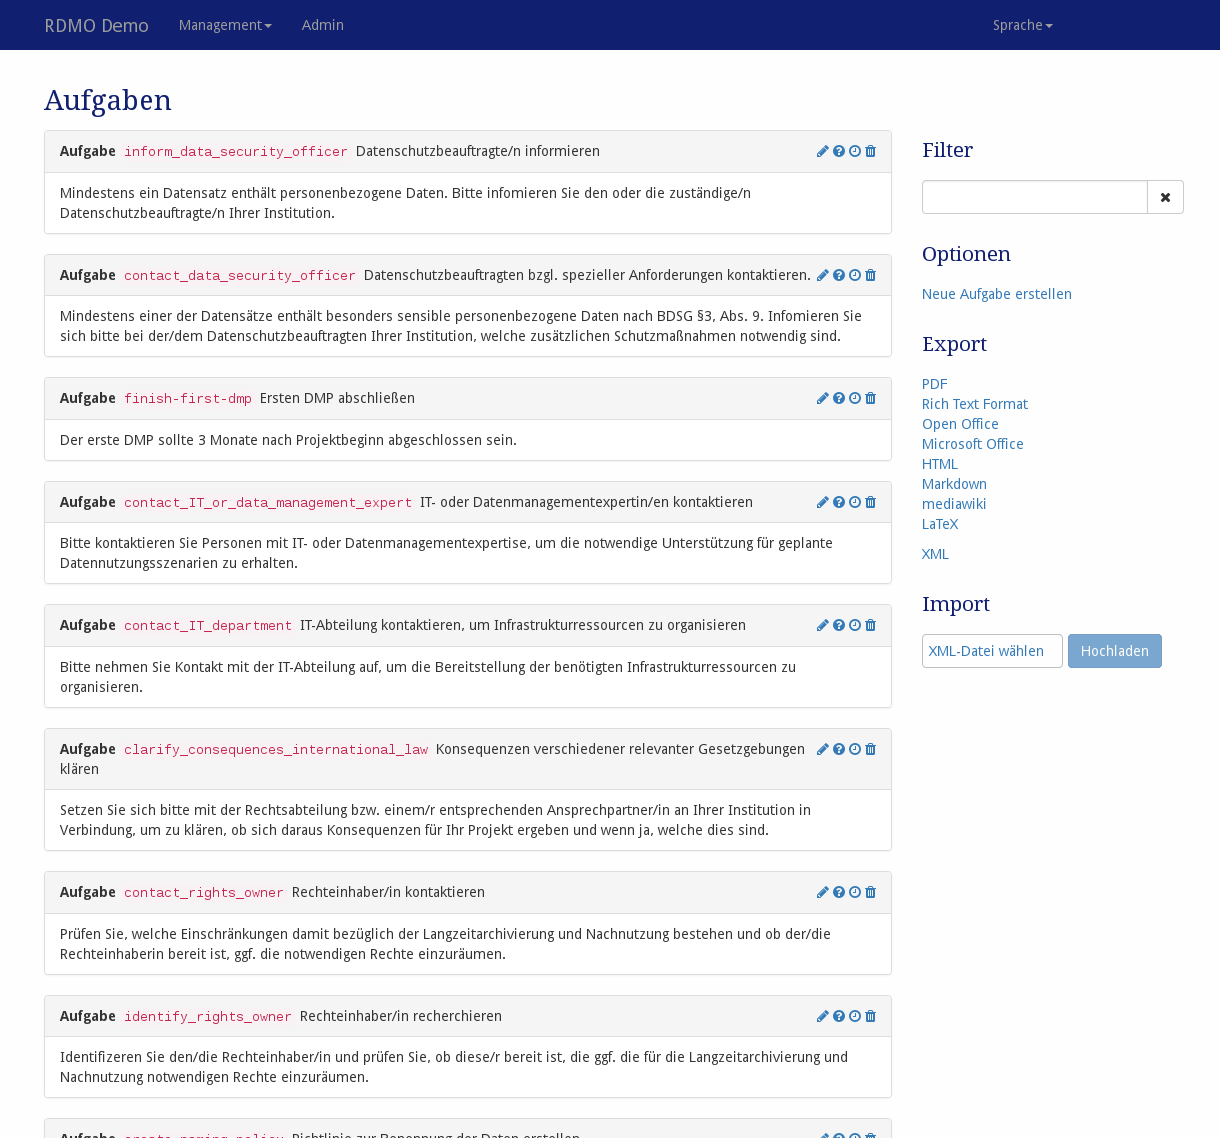 RDMO Demo Management Admin Sprache
Aufgaben
Aufgabe inform_data_security_officer Datenschutzbeauftragte/n informieren
Mindestens ein Datensatz enthält personenbezogene Daten. Bitte infomieren Sie den oder die zuständige/n
Datenschutzbeauftragte/n Ihrer Institution.
Aufgabe contact_data_security_officer Datenschutzbeauftragten bzgl. spezieller Anforderungen kontaktieren.
Mindestens einer der Datensätze enthält besonders sensible personenbezogene Daten nach BDSG §3, Abs. 9. Infomieren Sie
sich bitte bei der/dem Datenschutzbeauftragten Ihrer Institution, welche zusätzlichen Schutzmaßnahmen notwendig sind.
Aufgabe finish-first-dmp Ersten DMP abschließen
Der erste DMP sollte 3 Monate nach Projektbeginn abgeschlossen sein.
Aufgabe contact_IT_or_data_management_expert IT- oder Datenmanagementexpertin/en kontaktieren
Bitte kontaktieren Sie Personen mit IT- oder Datenmanagementexpertise, um die notwendige Unterstützung für geplante
Datennutzungsszenarien zu erhalten.
Aufgabe contact_IT_department IT-Abteilung kontaktieren, um Infrastrukturressourcen zu organisieren
Bitte nehmen Sie Kontakt mit der IT-Abteilung auf, um die Bereitstellung der benötigten Infrastrukturressourcen zu
organisieren.
Aufgabe clarify_consequences_international_law Konsequenzen verschiedener relevanter Gesetzgebungen
klären
Setzen Sie sich bitte mit der Rechtsabteilung bzw. einem/r entsprechenden Ansprechpartner/in an Ihrer Institution in
Verbindung, um zu klären, ob sich daraus Konsequenzen für Ihr Projekt ergeben und wenn ja, welche dies sind.
Aufgabe contact_rights_owner Rechteinhaber/in kontaktieren
Prüfen Sie, welche Einschränkungen damit bezüglich der Langzeitarchivierung und Nachnutzung bestehen und ob der/die
Rechteinhaberin bereit ist, ggf. die notwendigen Rechte einzuräumen.
Aufgabe identify_rights_owner Rechteinhaber/in recherchieren
Identifizeren Sie den/die Rechteinhaber/in und prüfen Sie, ob diese/r bereit ist, die ggf. die für die Langzeitarchivierung und
Nachnutzung notwendigen Rechte einzuräumen.
Aufgabe create_naming_policy Richtlinie zur Benennung der Daten erstellen
Filter
Optionen
Neue Aufgabe erstellen
Export
PDF
Rich Text Format
Open Office
Microsoft Office
HTML
Markdown
mediawiki
LaTeX
XML
Import
XML-Datei wählen Hochladen